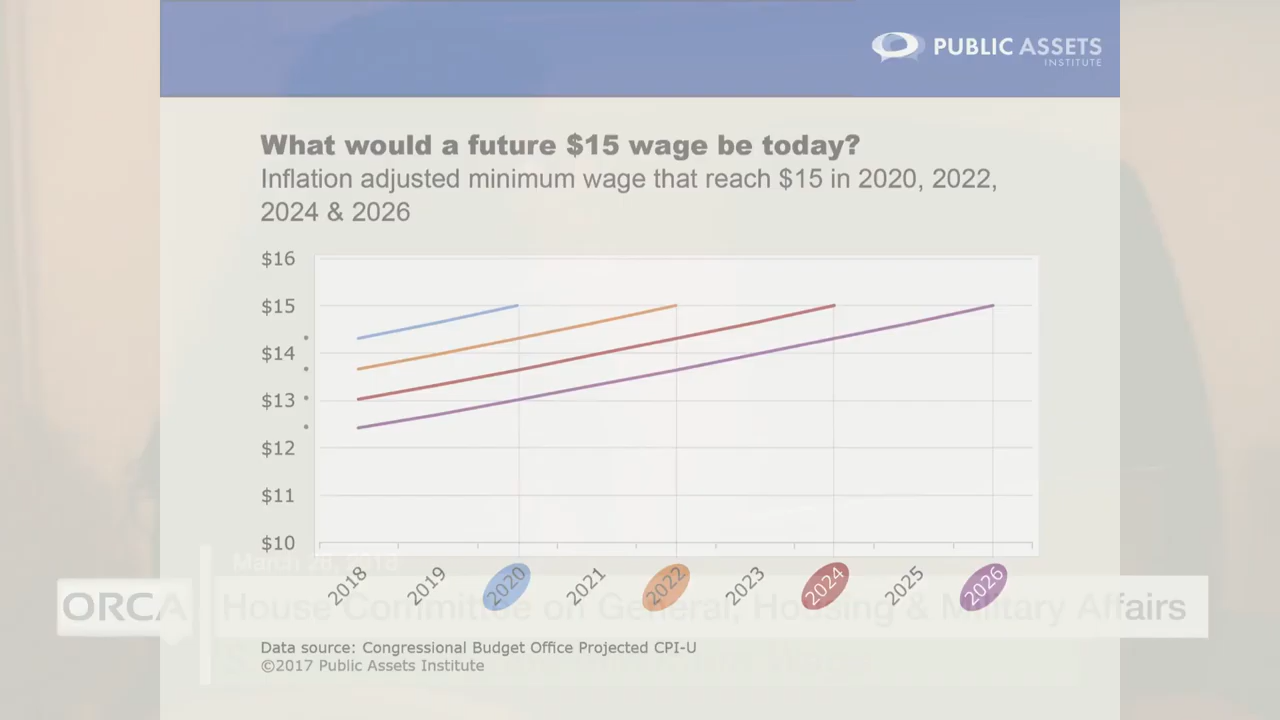 PUBLIC ASSETS
INSTITUTE
What would a future $15 wage be today?
Inflation adjusted minimum wage that reach $15 in 2020, 2022,
2024 & 2026
$16
$15
$14
$13
$12
$11
$10
2018
2019
2020
2021
2022
2023
2024
2025
2026
ORCA
House Committee on General, Housing & Military Affairs
Data source: Congressional Budget Office Projected CPI-U
©2017 Public Assets Institute